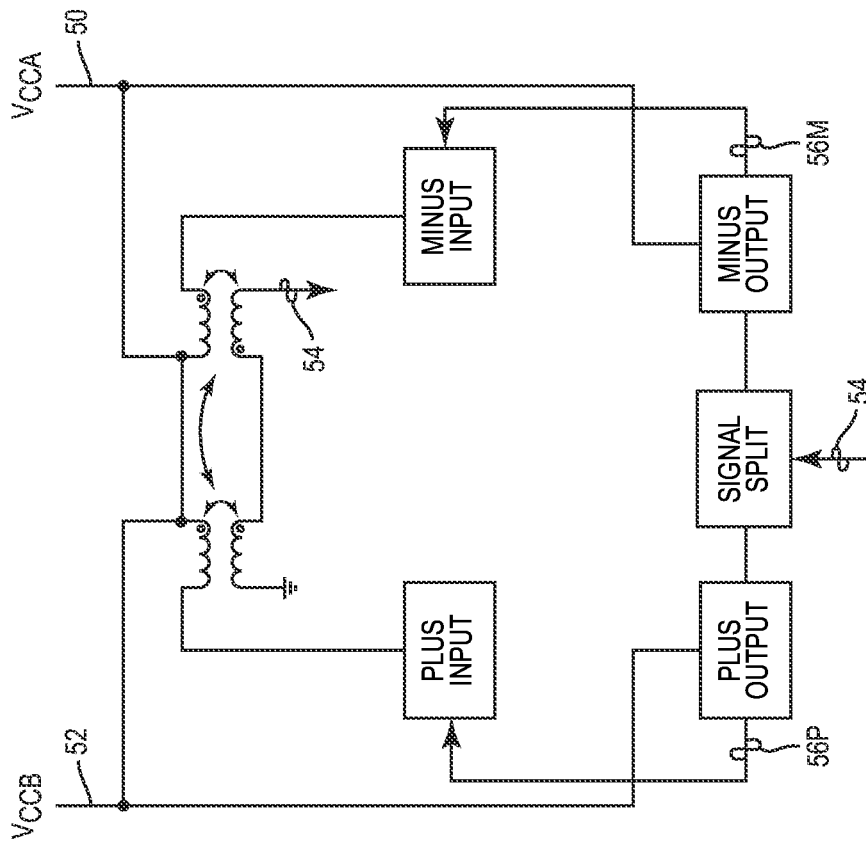 VCCB
52
VCCA
50
54
PLUS
INPUT
MINUS
INPUT
PLUS
OUTPUT
SIGNAL
SPLIT
MINUS
OUTPUT
56P
54
56M